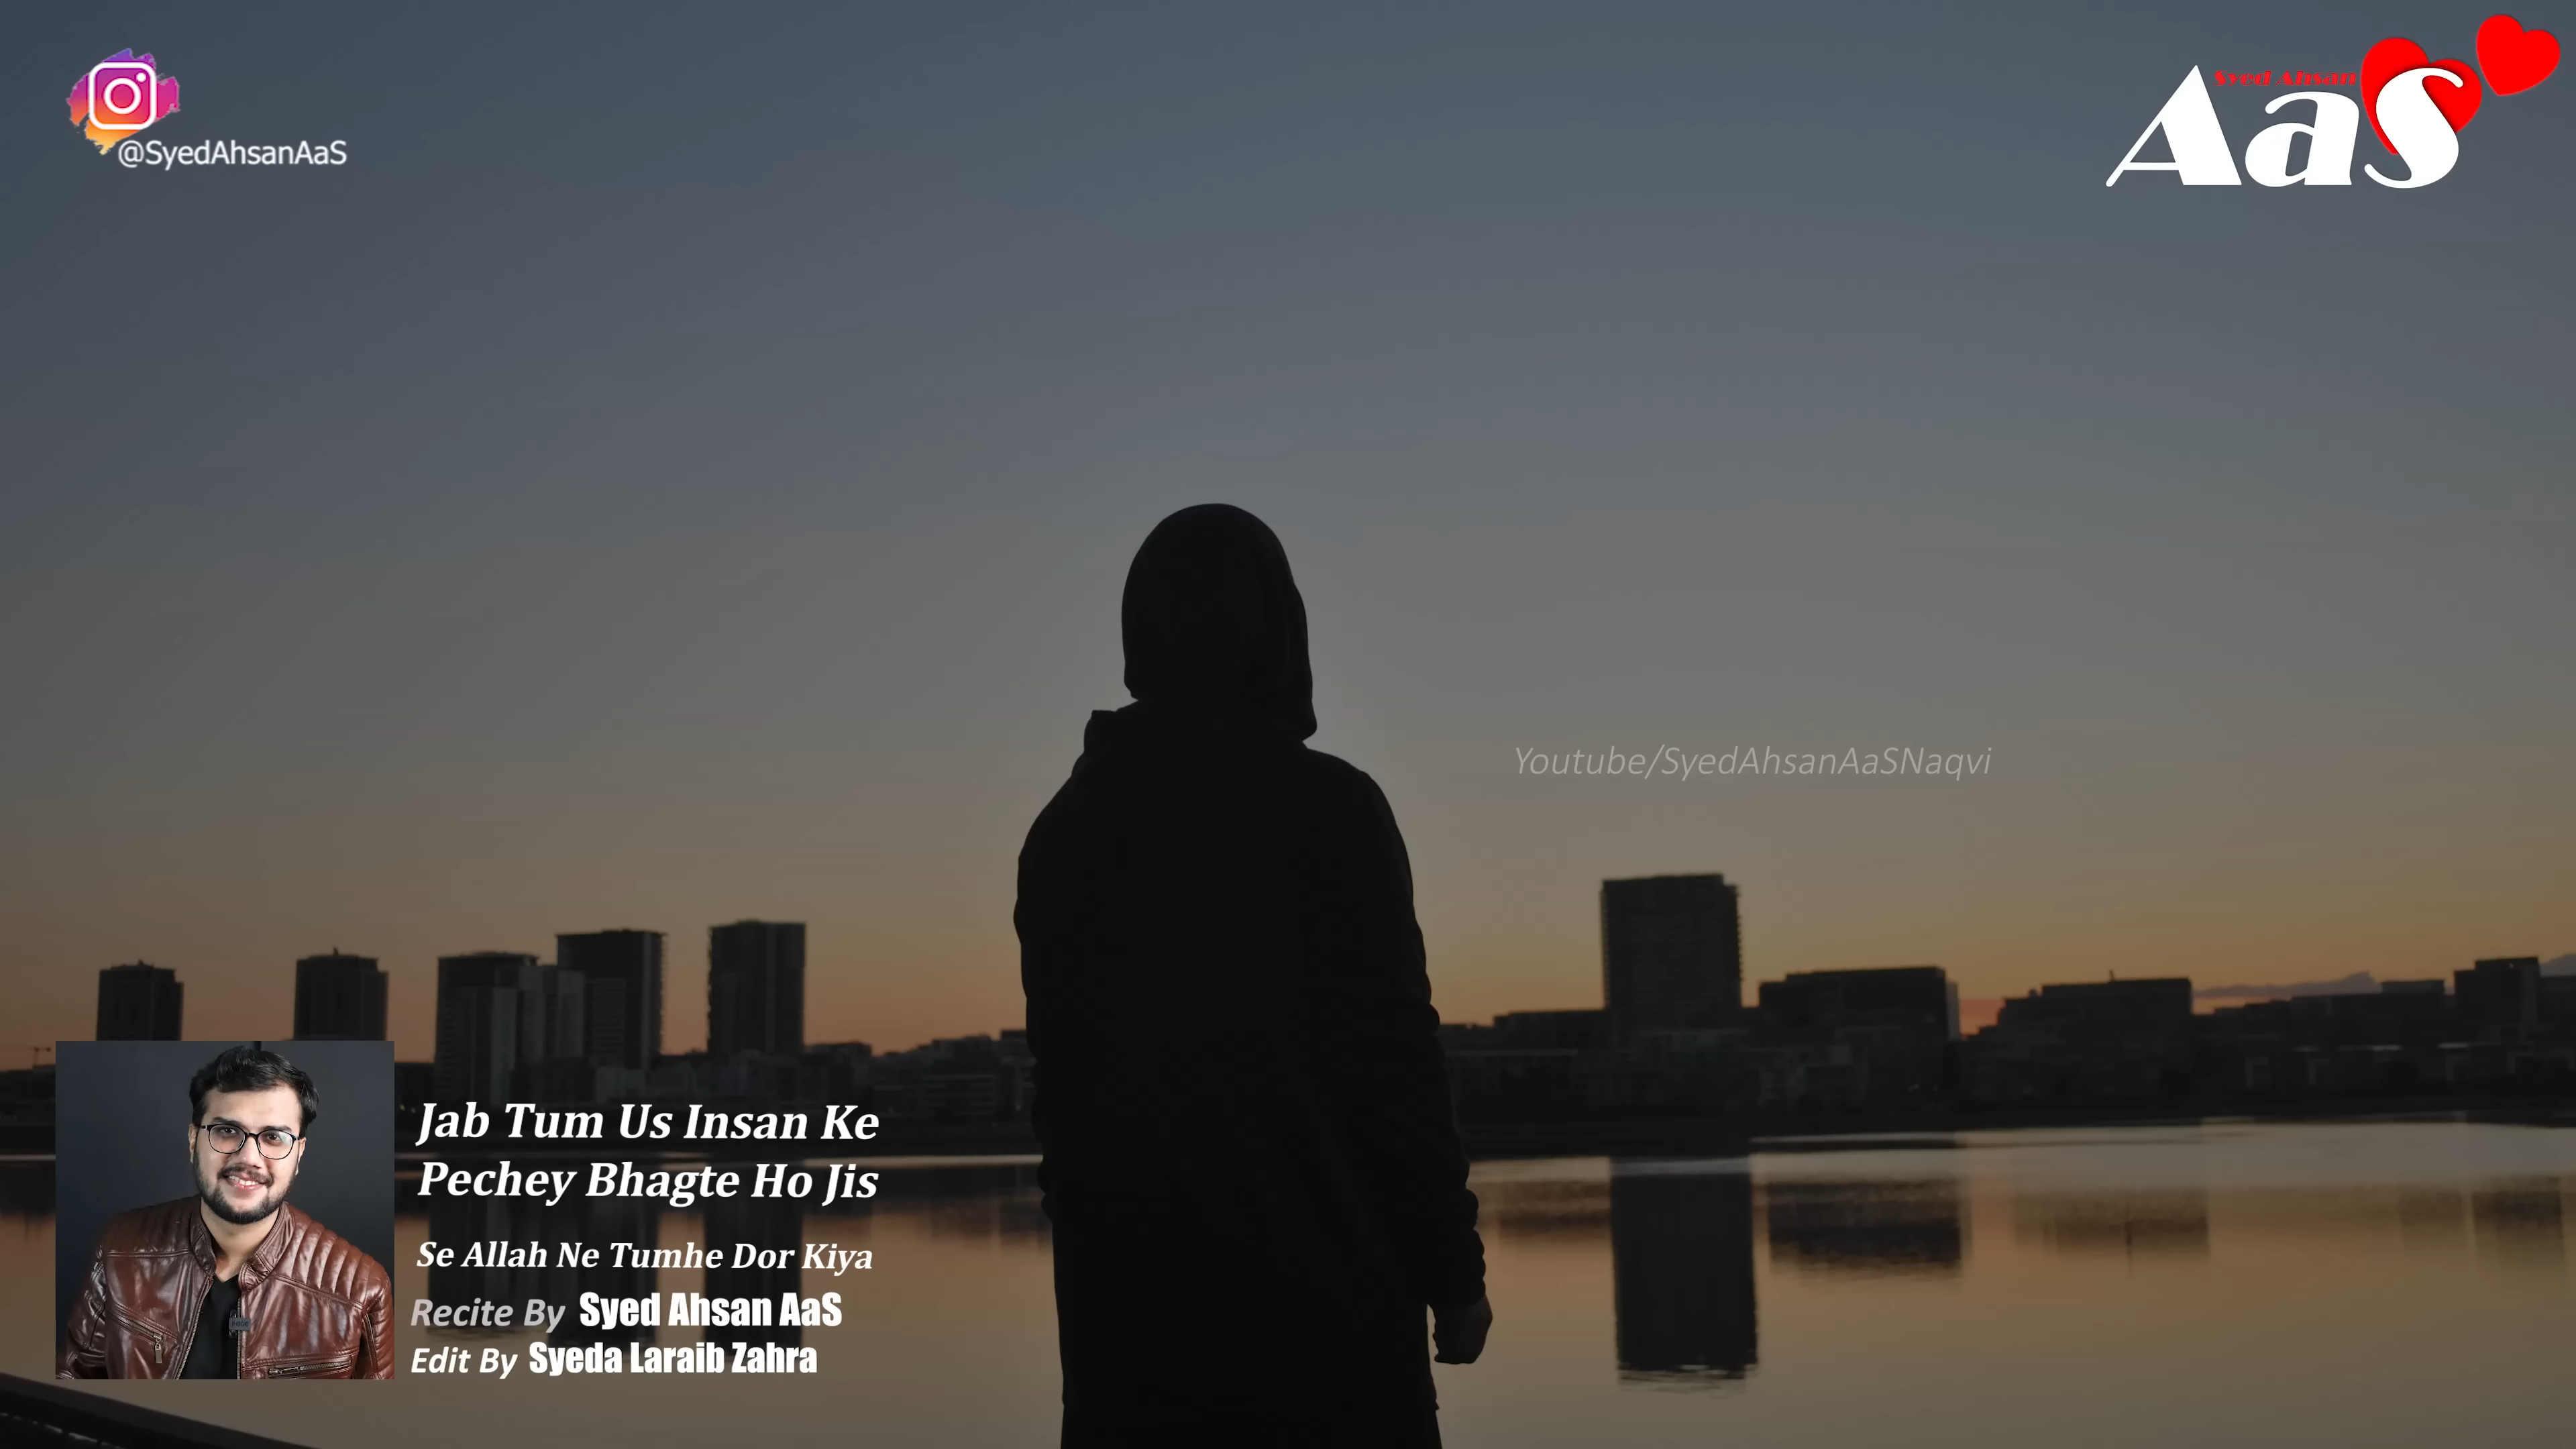 @SyedAhsanAaS
Syed Ahsan
AaS
Youtube/SyedAhsanAaSNaqvi
Jab Tum Us Insan Ke
Pechey Bhagte Ho Jis
Se Allah Ne Tumhe Dor Kiya
Recite By Syed Ahsan AaS
Edit By Syeda Laraib Zahra